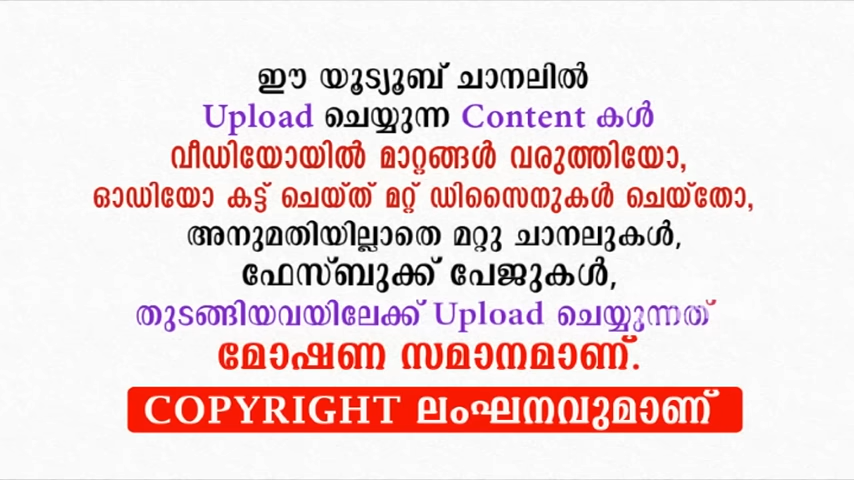 ഈ യൂട്യൂബ് ചാനലിൽ
Upload ചെയ്യുന്ന Content കൾ
വീഡിയോയിൽ മാറ്റങ്ങൾ വരുത്തിയോ,
ഓഡിയോ കട്ട് ചെയ്ത് മറ്റ് ഡിസൈനുകൾ ചെയ്തോ,
അനുമതിയില്ലാതെ മറ്റു ചാനലുകൾ,
ഫേസ്ബുക്ക് പേജുകൾ,
തുടങ്ങിയവയിലേക്ക് Upload ചെയ്യുന്നത്
മോഷണ സമാനമാണ്.
COPYRIGHT ലംഘനവുമാണ്